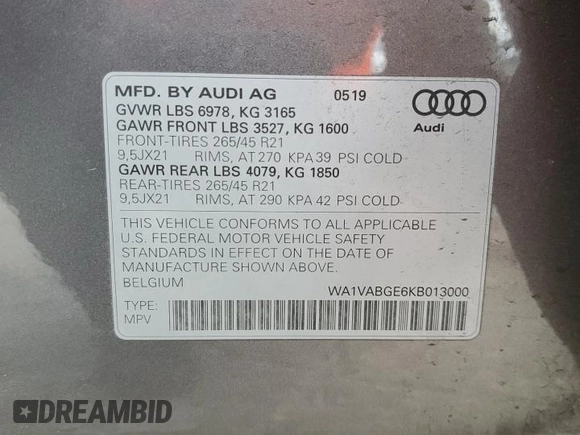 MFD. BY AUDI AG 0519
GVWR LBS 6978, KG 3165
GAWR FRONT LBS 3527, KG 1600
FRONT-TIRES 265/45 R21
9,5JX21 RIMS, AT 270 KPA 39 PSI COLD
GAWR REAR LBS 4079, KG 1850
REAR-TIRES 265/45 R21
9,5JX21 RIMS, AT 290 KPA 42 PSI COLD
Audi
THIS VEHICLE CONFORMS TO ALL APPLICABLE
U.S. FEDERAL MOTOR VEHICLE SAFETY
STANDARDS IN EFFECT ON THE DATE OF
MANUFACTURE SHOWN ABOVE.
BELGIUM WA1VABGE6KB013000
TYPE:
MPV
DREAMBID